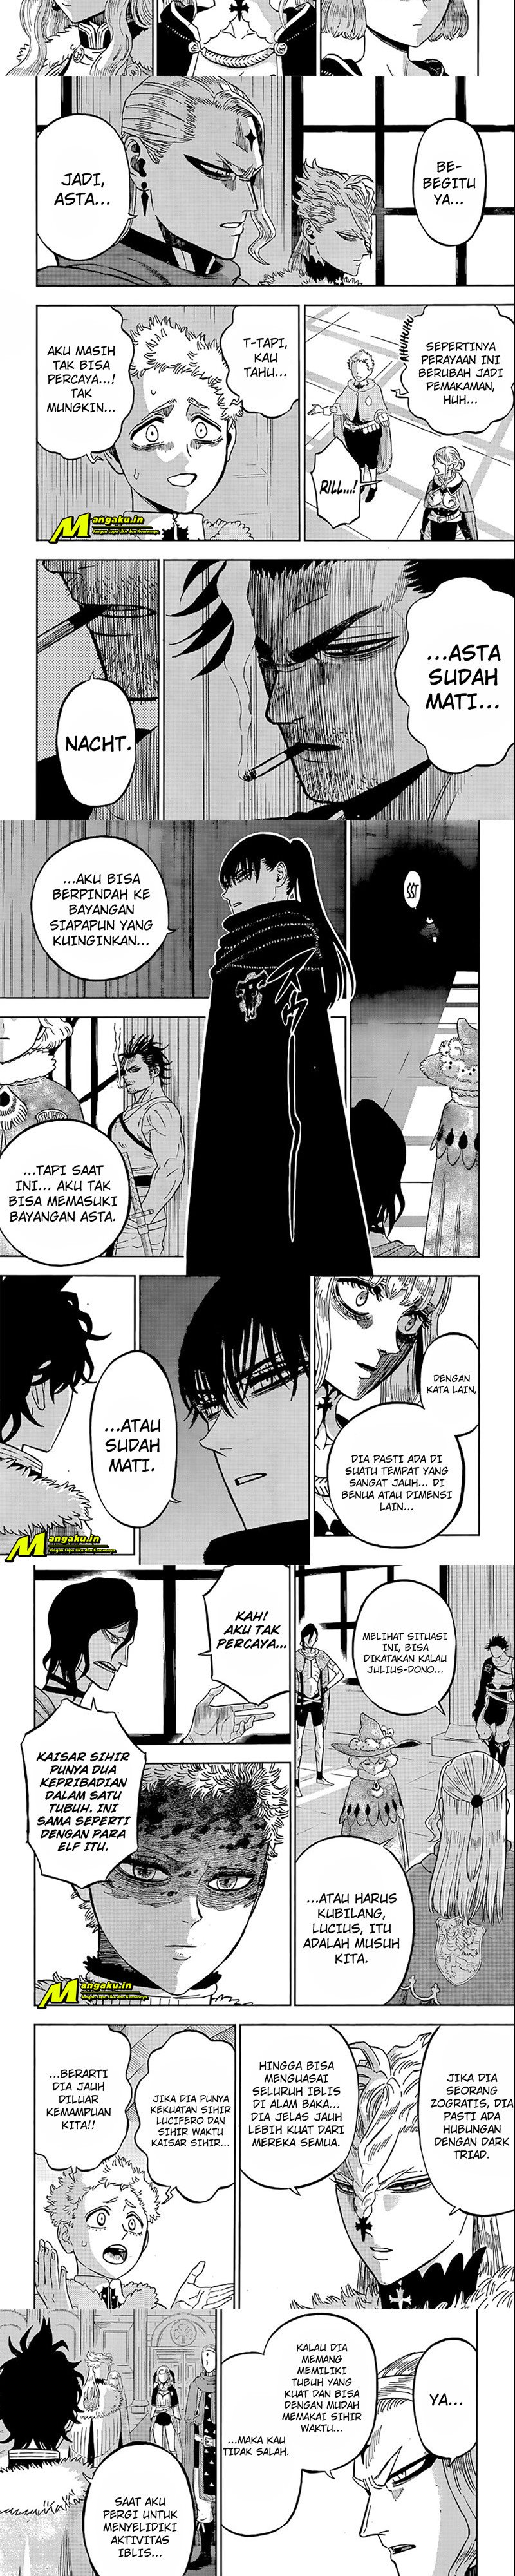 BE-
BEGITU
YA...
JADI,
ASTA...
SEPERTINYA
PERAYAAN INI
BERUBAH JADI
PEMAKAMAN,
HUH...
AHUHUHU
RILL...!
T-TAPI,
KAU
TAHU...
AKU MASIH
TAK BISA
PERCAYA...!
TAK
MUNGKIN...
Mangaku.in
...ASTA
SUDAH
MATI...
NACHT.
SST
...AKU BISA
BERPINDAH KE
BAYANGAN
SIAPAPUN YANG
KUINGINKAN...
...TAPI SAAT
INI... AKU TAK
BISA MEMASUKI
BAYANGAN ASTA.
DENGAN
KATA LAIN,
DIA PASTI ADA DI
SUATU TEMPAT YANG
SANGAT JAUH... DI
BENUA ATAU DIMENSI
LAIN...
...ATAU
SUDAH
MATI.
Mangaku.in
MELIHAT SITUASI
INI, BISA
DIKATAKAN KALAU
JULIUS-DONO...
KAH!
AKU TAK
PERCAYA...
KAISAR SIHIR
PUNYA DUA
KEPRIBADIAN
DALAM SATU
TUBUH. INI
SAMA SEPERTI
DENGAN PARA
ELF ITU.
...ATAU HARUS
KUBILANG,
LUCIUS, ITU
ADALAH MUSUH
KITA.
Mangaku.in
JIKA DIA
SEORANG
ZOGRATIS, DIA
PASTI ADA
HUBUNGAN
DENGAN DARK
TRIAD.
HINGGA BISA
MENGUASAI
SELURUH IBLIS
DI ALAM BAKA...
DIA JELAS JAUH
LEBIH KUAT DARI
MEREKA SEMUA.
JIKA DIA PUNYA
KEKUATAN SIHIR
LUCIFERO DAN
SIHIR WAKTU
KAISAR SIHIR...
...BERARTI
DIA JAUH
DILUAR
KEMAMPUAN
KITA!!
YA...
KALAU DIA
MEMANG
MEMILIKI
TUBUH YANG
KUAT DAN BISA
DENGAN MUDAH
MEMAKAI SIHIR
WAKTU...
...MAKA KAU
TIDAK SALAH.
SAAT AKU
PERGI UNTUK
MENYELIDIKI
AKTIVITAS
IBLIS...